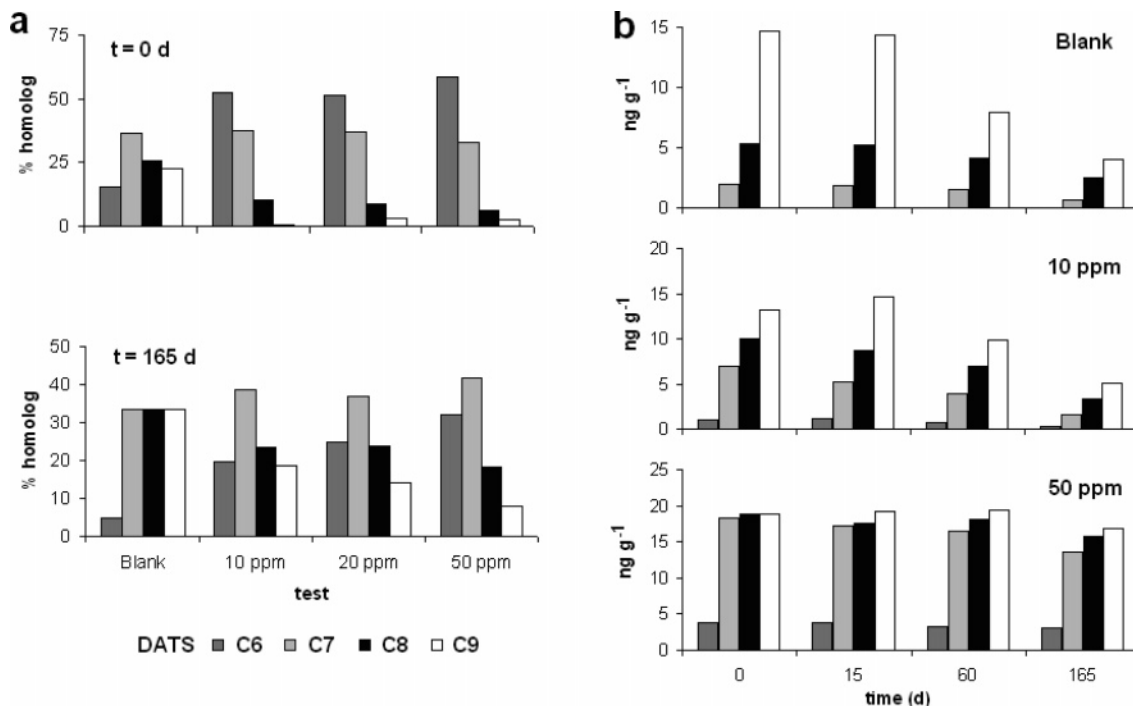 a
t = 0 d
75
50
25
0
% homolog
t = 165 d
50
40
30
20
10
0
% homolog
Blank 10 ppm 20 ppm 50 ppm
test
DATS C6 C7 C8 C9
b
Blank
15
10
5
0
ng g-1
10 ppm
20
15
10
5
0
ng g-1
50 ppm
25
20
15
10
5
0
ng g-1
0 15 60 165
time (d)